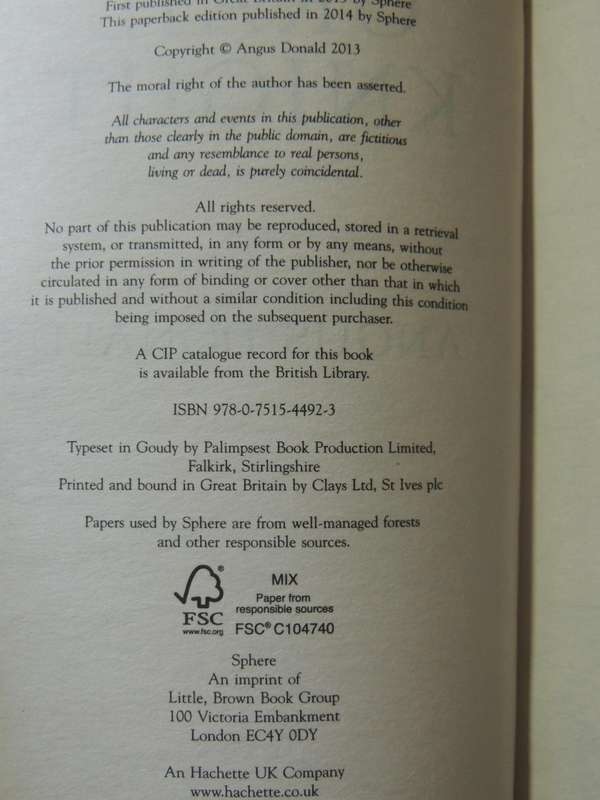 First published in Great Britain in 2013 by Sphere
This paperback edition published in 2014 by Sphere
Copyright © Angus Donald 2013
The moral right of the author has been asserted.
All characters and events in this publication, other
than those clearly in the public domain, are fictitious
and any resemblance to real persons,
living or dead, is purely coincidental.
All rights reserved.
No part of this publication may be reproduced, stored in a retrieval
system, or transmitted, in any form or by any means, without
the prior permission in writing of the publisher, nor be otherwise
circulated in any form of binding or cover other than that in which
it is published and without a similar condition including this condition
being imposed on the subsequent purchaser.
A CIP catalogue record for this book
is available from the British Library.
ISBN 978-0-7515-4492-3
Typeset in Goudy by Palimpsest Book Production Limited,
Falkirk, Stirlingshire
Printed and bound in Great Britain by Clays Ltd, St Ives plc
Papers used by Sphere are from well-managed forests
and other responsible sources.
FSC®
www.fsc.org
MIX
Paper from
responsible sources
FSC® C104740
Sphere
An imprint of
Little, Brown Book Group
100 Victoria Embankment
London EC4Y 0DY
An Hachette UK Company
www.hachette.co.uk